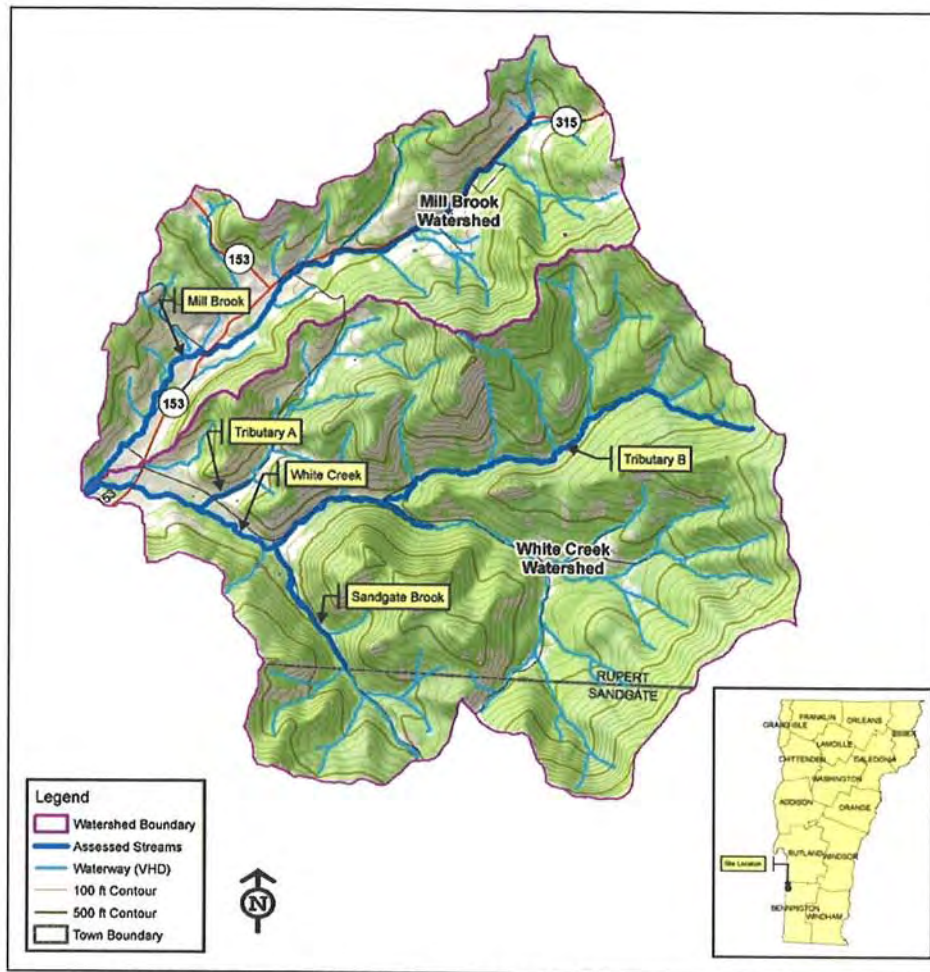 315
Mill Brook
Watershed
153
Mill Brook
153
Tributary A
White Creek
Tributary B
53
White Creek
Watershed
Sandgate Brook
RUPERT
SANDGATE
Legend
Watershed Boundary
Assessed Streams
Waterway (VHD)
100 ft Contour
500 ft Contour
Town Boundary
N
GRAND ISLE
FRANKLIN
ORLEANS
ESSEX
LAMOILLE
CHITTENDEN
CALEDONIA
WASHINGTON
ADDISON
ORANGE
RUTLAND
WINDSOR
Site Location
BENNINGTON
WINDHAM